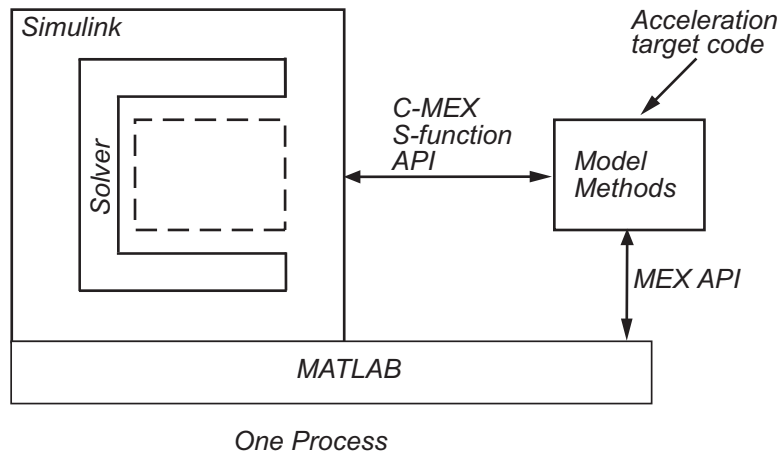 Simulink
Acceleration
target code
Solver
C-MEX
S-function
API
Model
Methods
MEX API
MATLAB
One Process